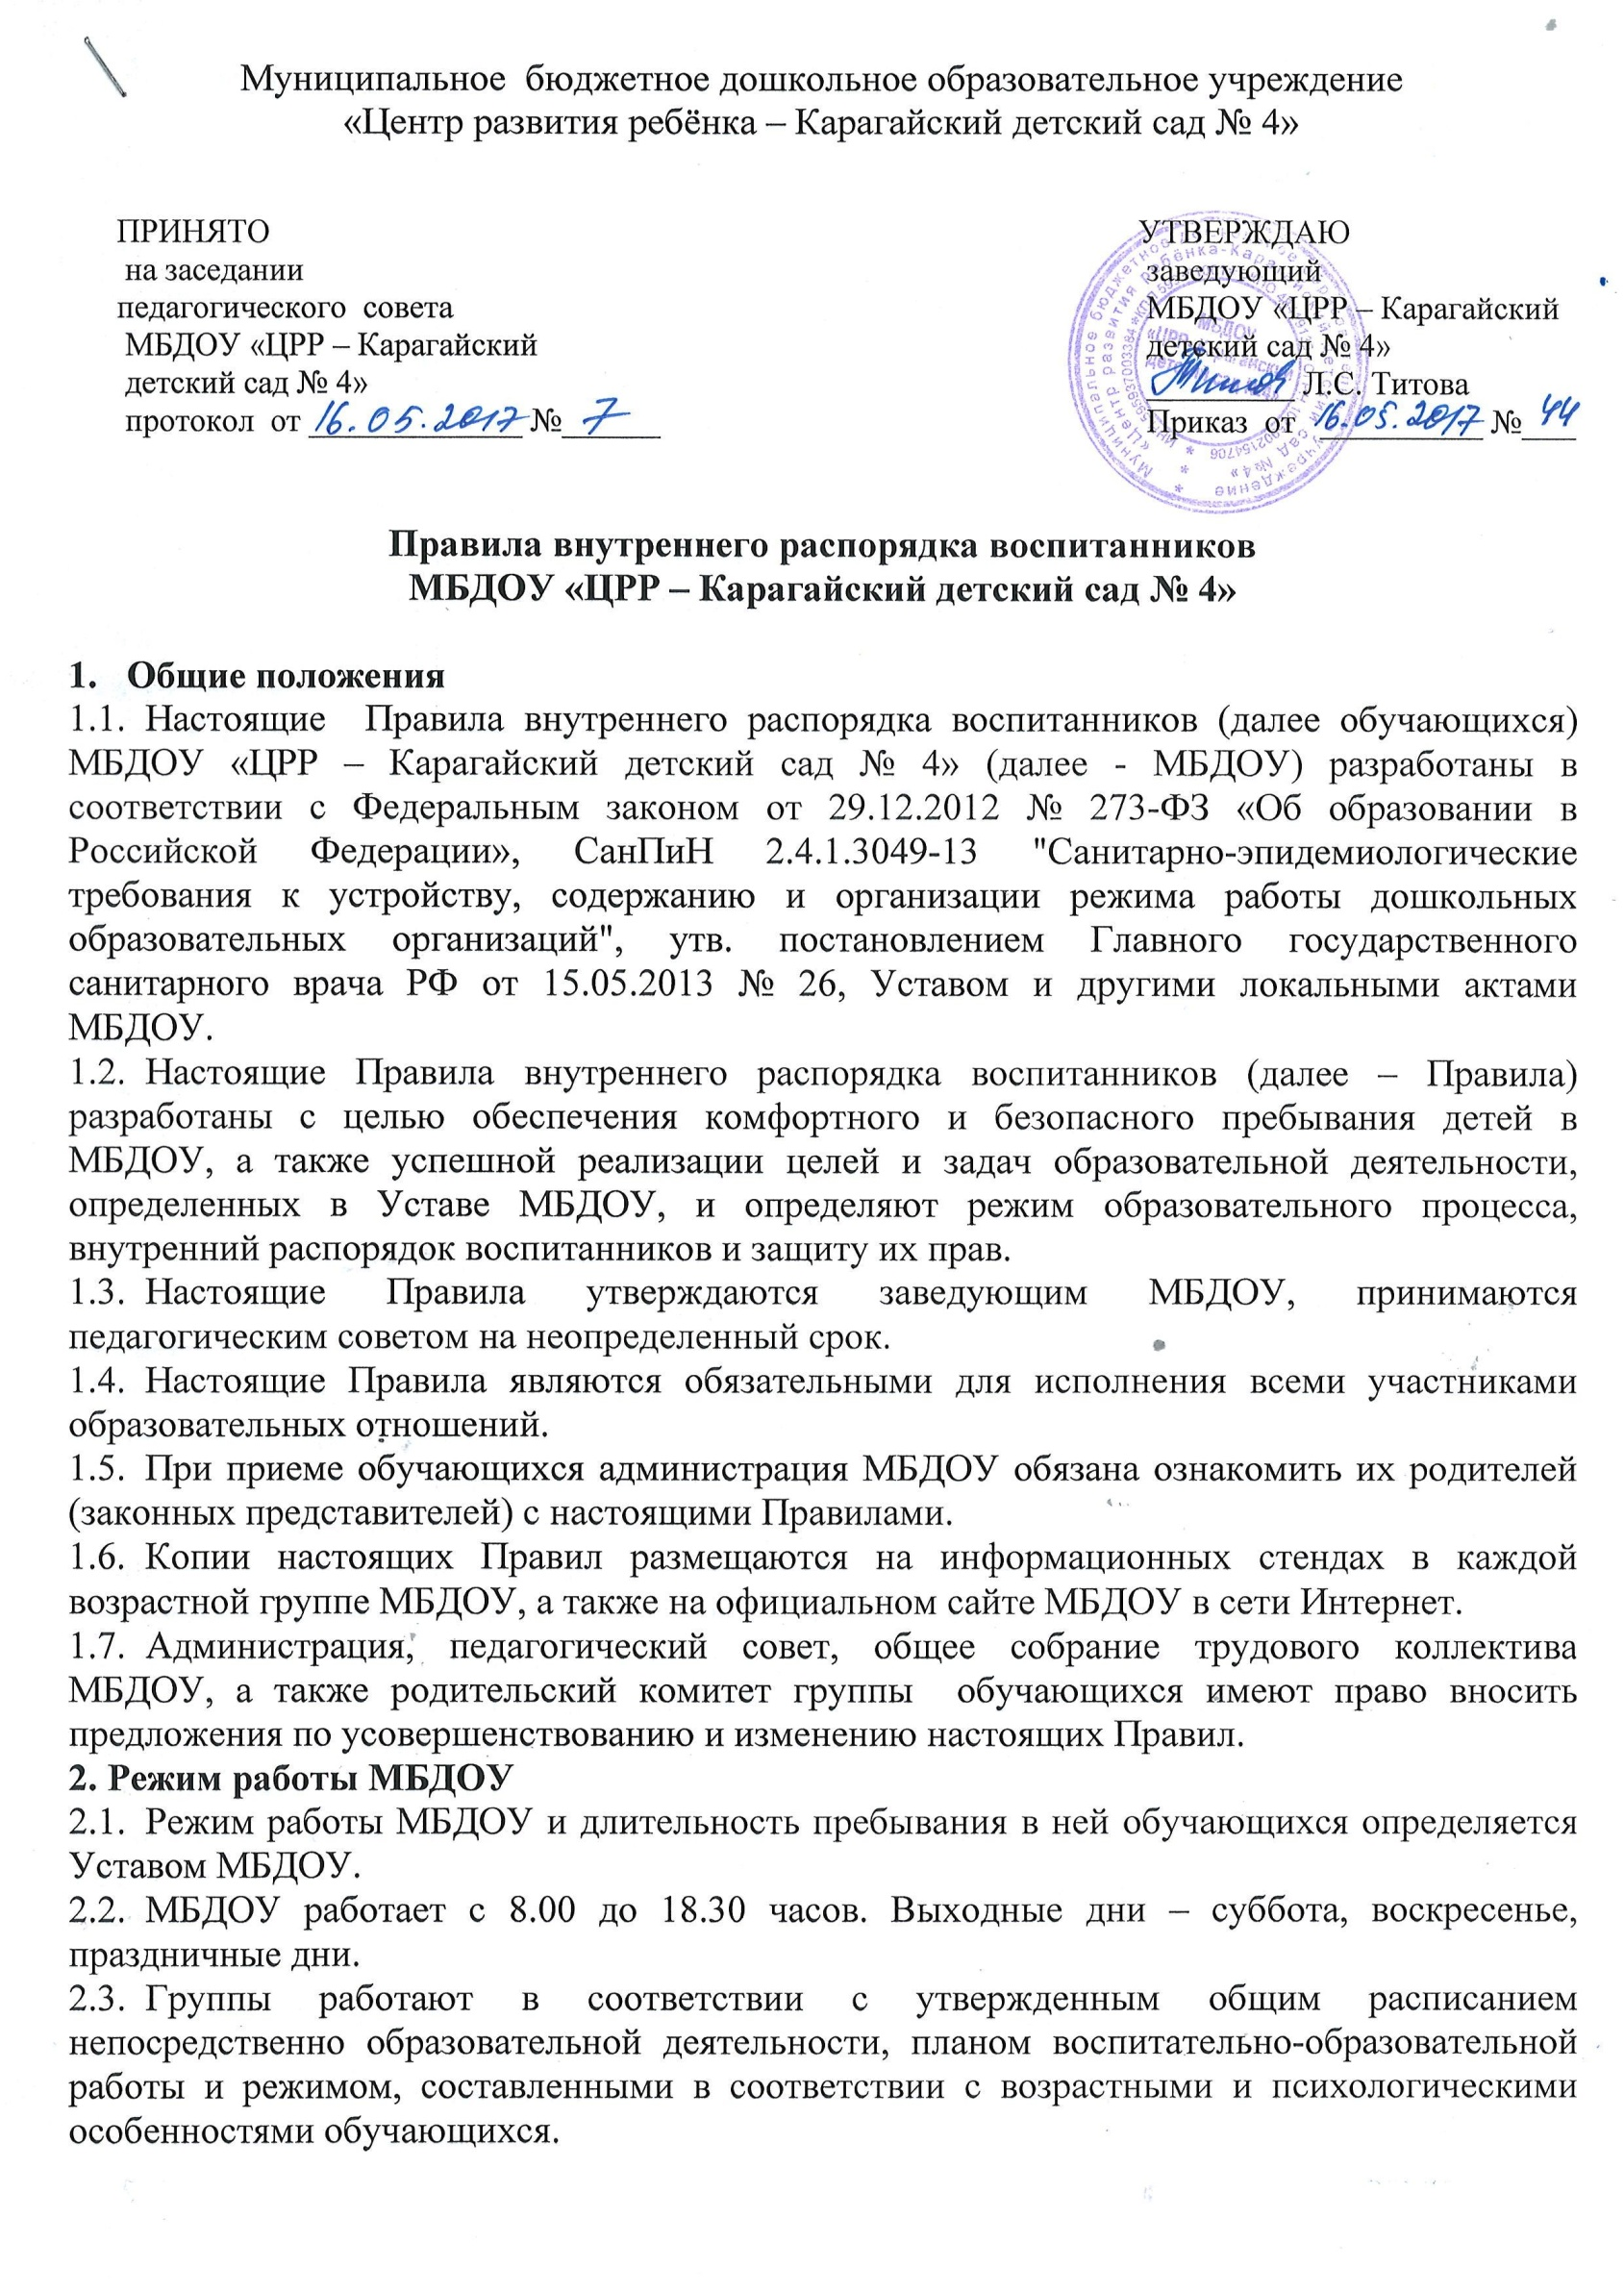 Муниципальное бюджетное дошкольное образовательное учреждение
«Центр развития ребёнка – Карагайский детский сад № 4»
ПРИНЯТО
на заседании
педагогического совета
МБДОУ «ЦРР – Карагайский
детский сад № 4»
протокол от 16.05.2017 № 7
УТВЕРЖДАЮ
заведующий
МБДОУ «ЦРР – Карагайский
детский сад № 4»
Л.С. Титова
Приказ от 16.05.2017 № 44
Правила внутреннего распорядка воспитанников
МБДОУ «ЦРР – Карагайский детский сад № 4»
1. Общие положения
1.1. Настоящие Правила внутреннего распорядка воспитанников (далее обучающихся)
МБДОУ «ЦРР – Карагайский детский сад № 4» (далее - МБДОУ) разработаны в
соответствии с Федеральным законом от 29.12.2012 № 273-ФЗ «Об образовании в
Российской Федерации», СанПиН 2.4.1.3049-13 "Санитарно-эпидемиологические
требования к устройству, содержанию и организации режима работы дошкольных
образовательных организаций", утв. постановлением Главного государственного
санитарного врача РФ от 15.05.2013 № 26, Уставом и другими локальными актами
МБДОУ.
1.2. Настоящие Правила внутреннего распорядка воспитанников (далее – Правила)
разработаны с целью обеспечения комфортного и безопасного пребывания детей в
МБДОУ, а также успешной реализации целей и задач образовательной деятельности,
определенных в Уставе МБДОУ, и определяют режим образовательного процесса,
внутренний распорядок воспитанников и защиту их прав.
1.3. Настоящие Правила утверждаются заведующим МБДОУ, принимаются
педагогическим советом на неопределенный срок.
1.4. Настоящие Правила являются обязательными для исполнения всеми участниками
образовательных отношений.
1.5. При приеме обучающихся администрация МБДОУ обязана ознакомить их родителей
(законных представителей) с настоящими Правилами.
1.6. Копии настоящих Правил размещаются на информационных стендах в каждой
возрастной группе МБДОУ, а также на официальном сайте МБДОУ в сети Интернет.
1.7. Администрация, педагогический совет, общее собрание трудового коллектива
МБДОУ, а также родительский комитет группы обучающихся имеют право вносить
предложения по усовершенствованию и изменению настоящих Правил.
2. Режим работы МБДОУ
2.1. Режим работы МБДОУ и длительность пребывания в ней обучающихся определяется
Уставом МБДОУ.
2.2. МБДОУ работает с 8.00 до 18.30 часов. Выходные дни – суббота, воскресенье,
праздничные дни.
2.3. Группы работают в соответствии с утвержденным общим расписанием
непосредственно образовательной деятельности, планом воспитательно-образовательной
работы и режимом, составленными в соответствии с возрастными и психологическими
особенностями обучающихся.